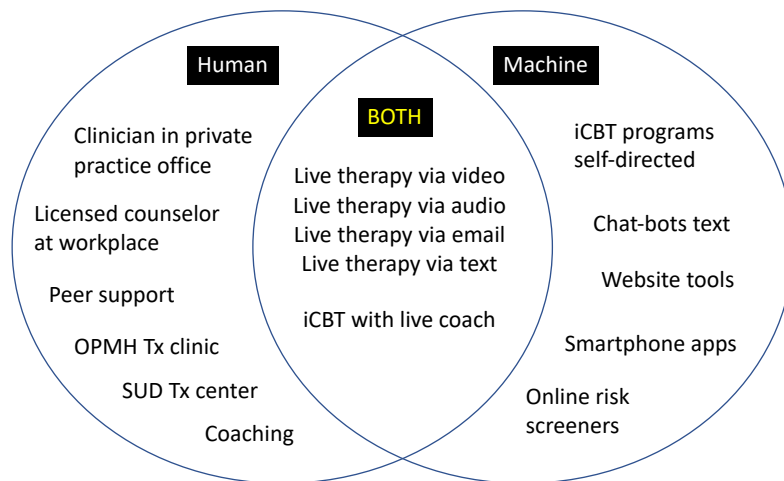 Human
Clinician in private
practice office
Licensed counselor
at workplace
Peer support
OPMH Tx clinic
SUD Tx center
Coaching
BOTH
Live therapy via video
Live therapy via audio
Live therapy via email
Live therapy via text
iCBT with live coach
Machine
iCBT programs
self-directed
Chat-bots text
Website tools
Smartphone apps
Online risk
screeners